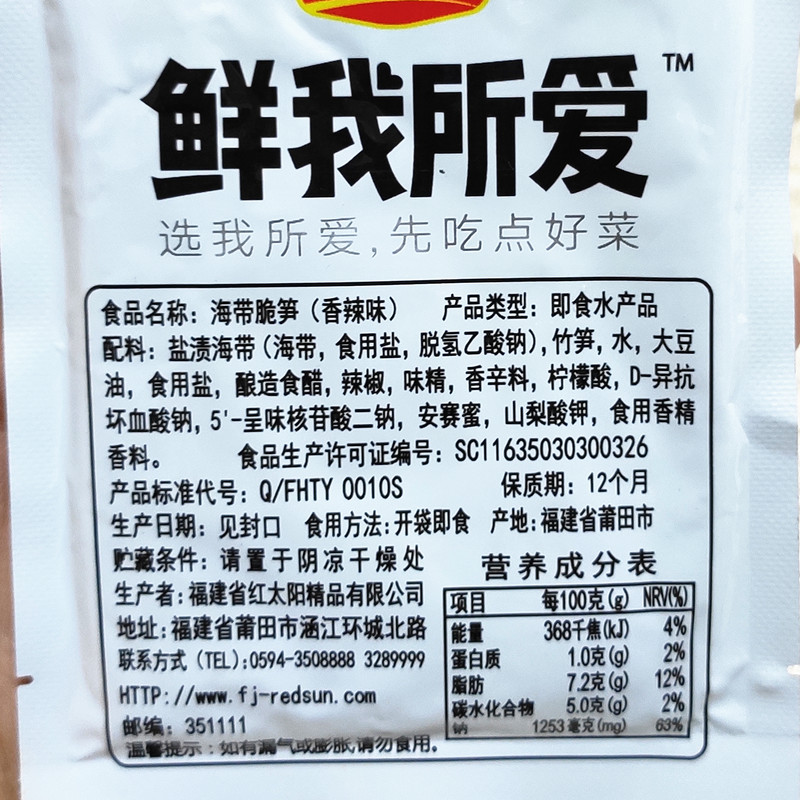 鲜我所爱 TM
选我所爱,先吃点好菜
食品名称: 海带脆笋（香辣味） 产品类型: 即食水产品
配料: 盐渍海带（海带, 食用盐, 脱氢乙酸钠）, 竹笋, 水, 大豆
油, 食用盐, 酿造食醋, 辣椒, 味精, 香辛料, 柠檬酸, D-异抗
坏血酸钠, 5'-呈味核苷酸二钠, 安赛蜜, 山梨酸钾, 食用香精
香料。 食品生产许可证编号: SC11635030300326
产品标准代号: Q/FHTY 0010S 保质期: 12个月
生产日期: 见封口 食用方法: 开袋即食 产地: 福建省莆田市
贮藏条件: 请置于阴凉干燥处
生产者: 福建省红太阳精品有限公司
地址: 福建省莆田市涵江环城北路
联系方式 (TEL): 0594-3508888 3289999
HTTP://www.fj-redsun.com
邮编: 351111
温馨提示: 如有漏气或膨胀,请勿食用。
营养成分表
项目 每100克(g) NRV(%)
能量 368千焦(kJ) 4%
蛋白质 1.0克(g) 2%
脂肪 7.2克(g) 12%
碳水化合物 5.0克(g) 2%
钠 1253毫克(mg) 63%